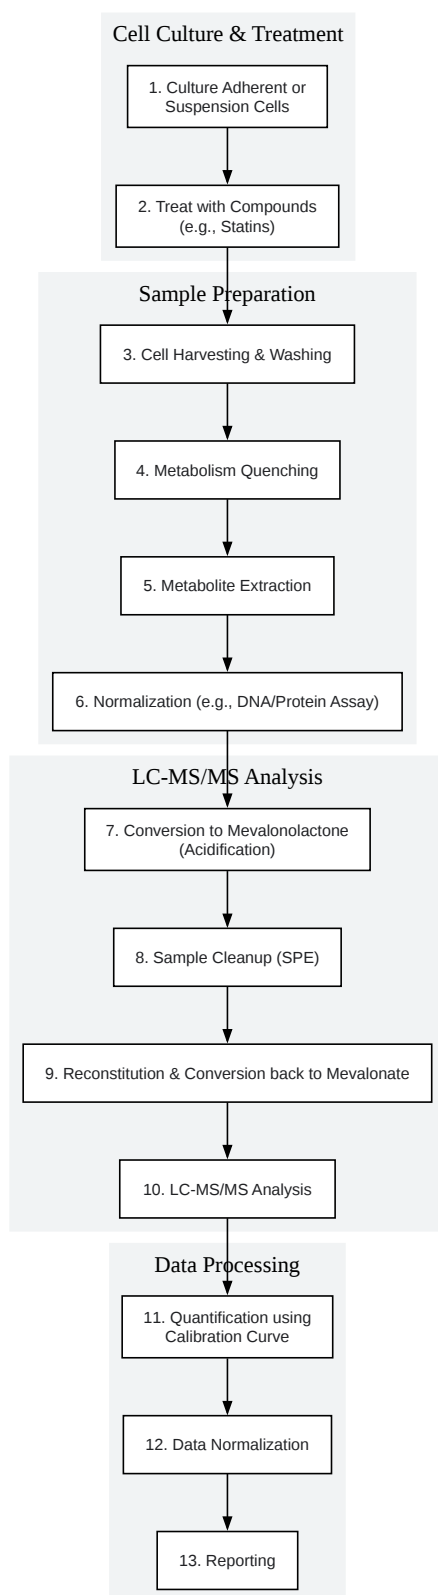 Cell Culture & Treatment
1. Culture Adherent or
Suspension Cells
2. Treat with Compounds
(e.g., Statins)
Sample Preparation
3. Cell Harvesting & Washing
4. Metabolism Quenching
5. Metabolite Extraction
6. Normalization (e.g., DNA/Protein Assay)
LC-MS/MS Analysis
7. Conversion to Mevalonolactone
(Acidification)
8. Sample Cleanup (SPE)
9. Reconstitution & Conversion back to Mevalonate
10. LC-MS/MS Analysis
Data Processing
11. Quantification using
Calibration Curve
12. Data Normalization
13. Reporting